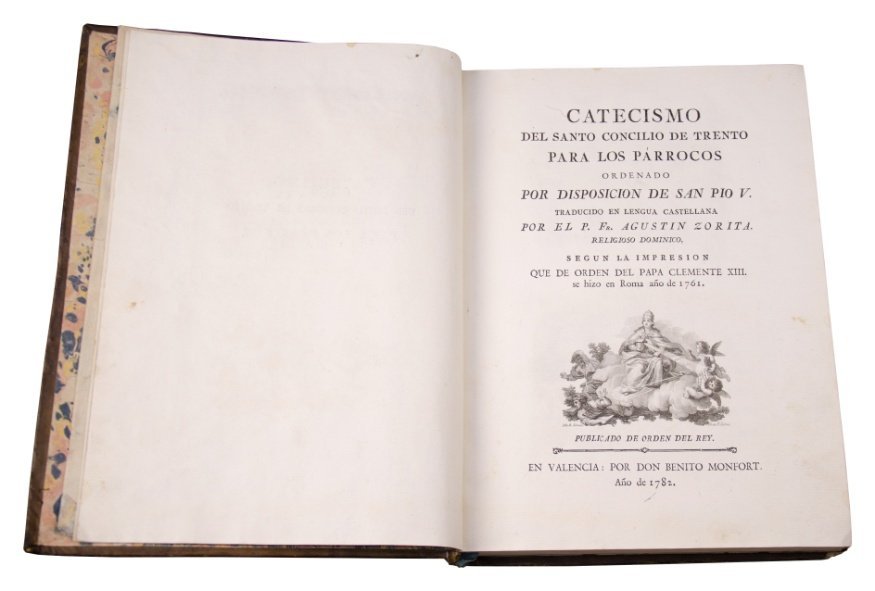 CATECISMO
DEL SANTO CONCILIO DE TRENTO
PARA LOS PÁRROCOS
ORDENADO
POR DISPOSICION DE SAN PIO V.
TRADUCIDO EN LENGUA CASTELLANA
POR EL P. FR. AGUSTIN ZORITA.
RELIGIOSO DOMINICO,
SEGUN LA IMPRESION
QUE DE ORDEN DEL PAPA CLEMENTE XIII.
se hizo en Roma año de 1761.
PUBLICADO DE ORDEN DEL REY.
EN VALENCIA: POR DON BENITO MONFORT.
Año de 1782.